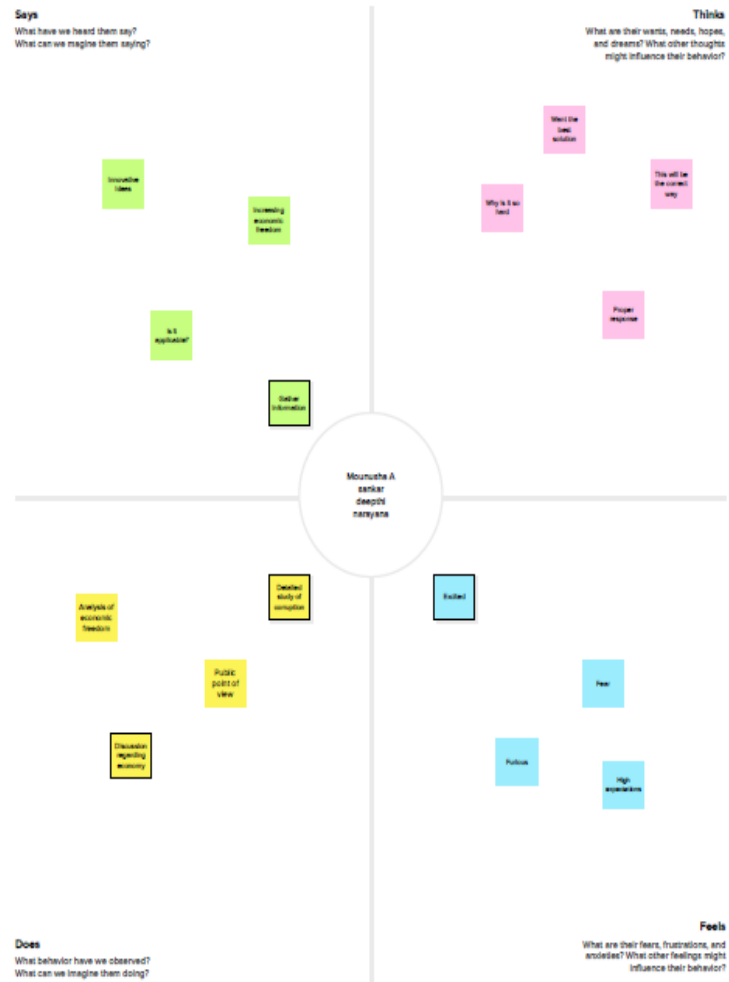 Says
What have we heard them say?
What can we magine them saying?
Thinks
What are their wants, needs, hopes,
and dreams? What other thoughts
might influence their behavior?
Innovative
ideas
Increasing
economic
freedom
Is it
applicable?
Gather
information
Want the
best
solution
Why is it so
hard
This will be
the correct
way
Proper
response
Mounusha A
sankar
deepthi
narayana
Analysis of
economic
freedom
Detailed
study of
corruption
Public
point of
view
Discussion
regarding
economy
Excited
Fear
Furious
High
expectations
Does
What behavior have we observed?
What can we imagine them doing?
Feels
What are their fears, frustrations, and
anxieties? What other feelings might
influence their behavior?